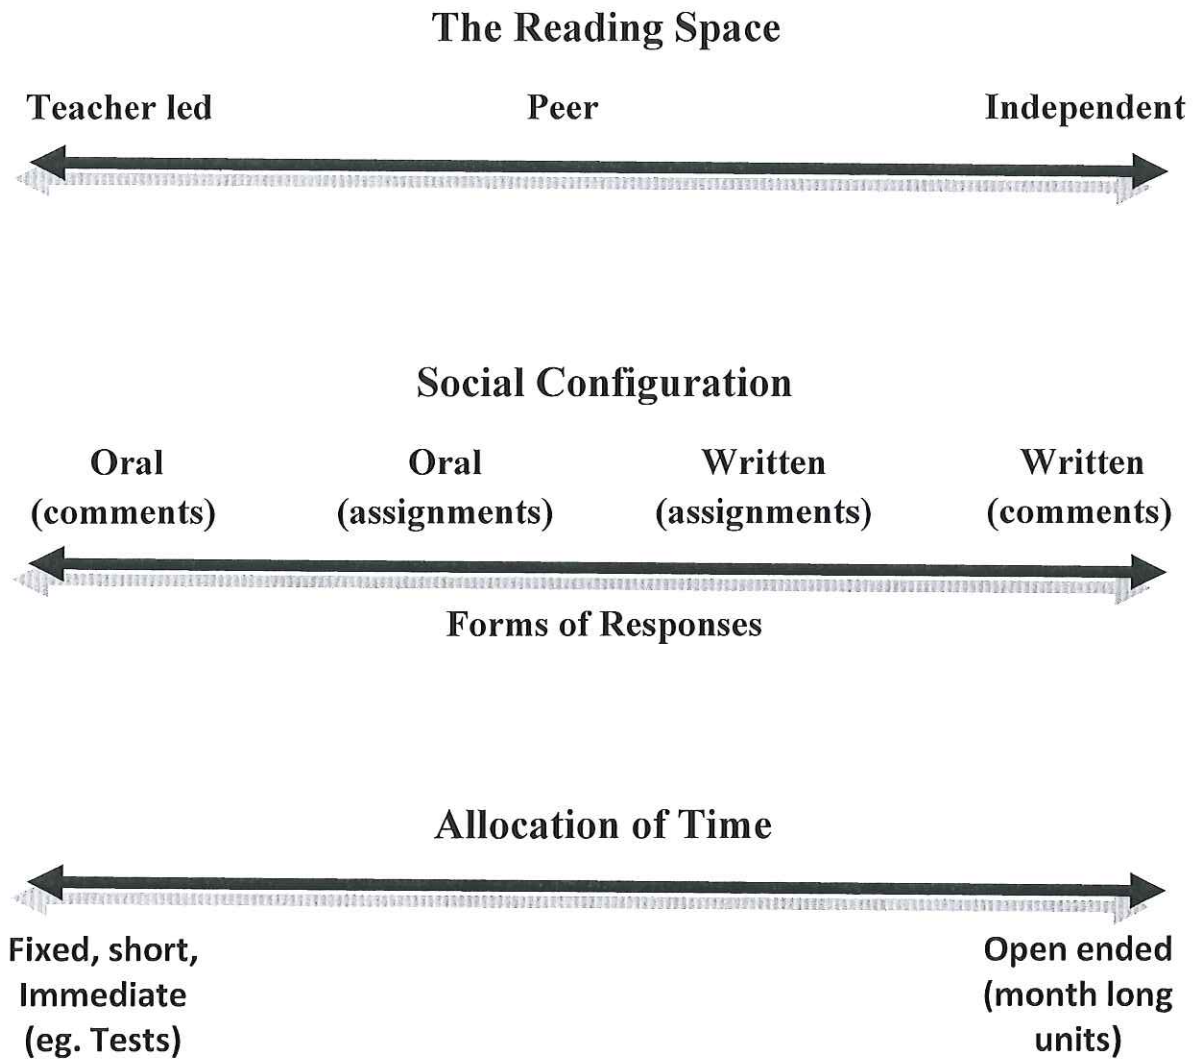 The Reading Space
Teacher led Peer Independent
Social Configuration
Oral Oral Written Written
(comments) (assignments) (assignments) (comments)
Forms of Responses
Allocation of Time
Fixed, short, Open ended
Immediate (month long
(eg. Tests) units)